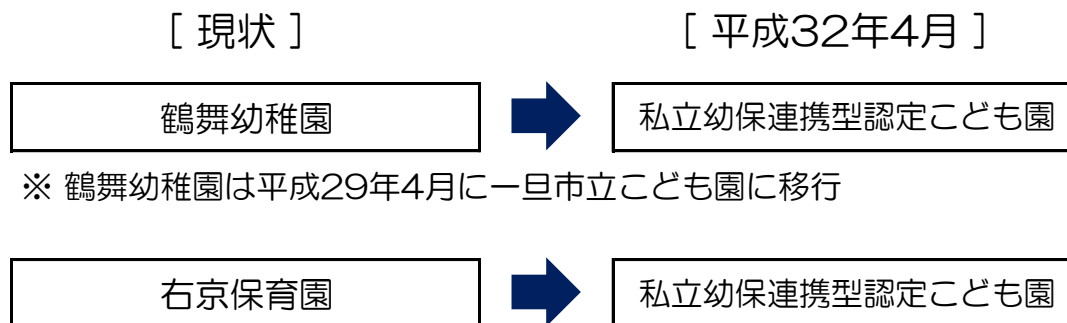 [ 現状 ]
[ 平成32年4月 ]
鶴舞幼稚園
私立幼保連携型認定こども園
※ 鶴舞幼稚園は平成29年4月に一旦市立こども園に移行
右京保育園
私立幼保連携型認定こども園